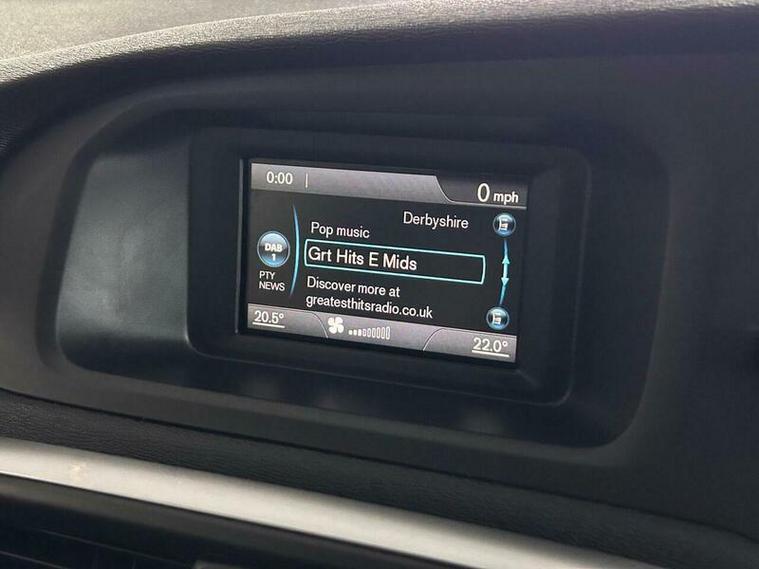 0:00
0 mph
Derbyshire
Pop music
DAB
1
Grt Hits E Mids
PTY
NEWS
Discover more at
greatesthitsradio.co.uk
20.5°
22.0°